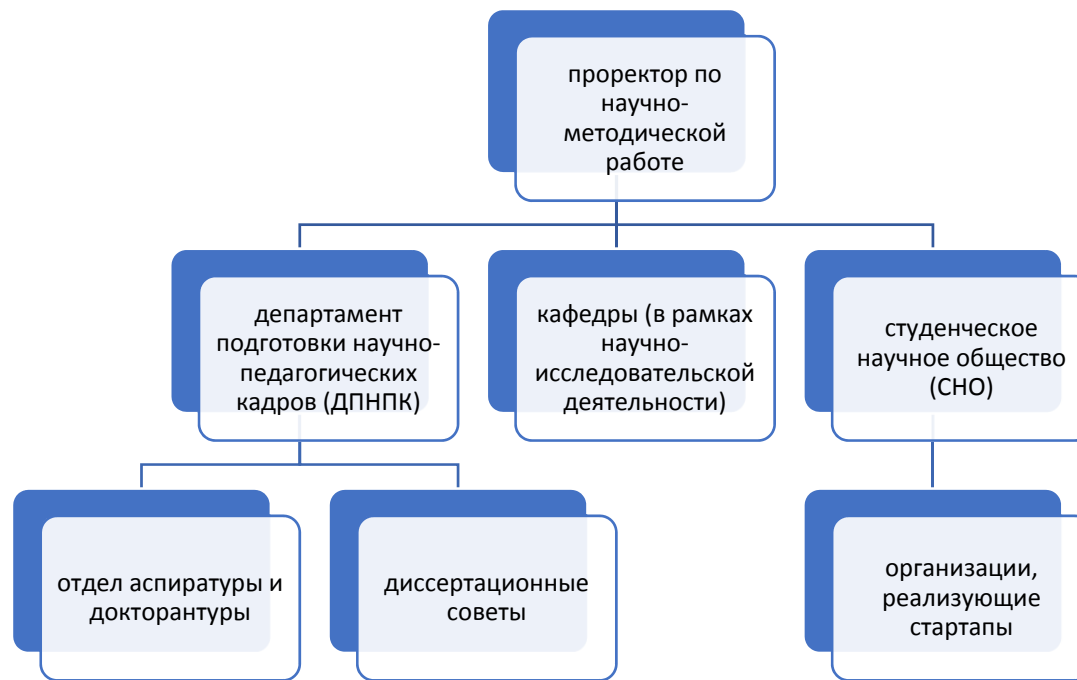 проректор по
научно-
методической
работе
департамент
подготовки научно-
педагогических
кадров (ДПНПК)
кафедры (в рамках
научно-
исследовательской
деятельности)
студенческое
научное общество
(СНО)
отдел аспиратуры и
докторантуры
диссертационные
советы
организации,
реализующие
стартапы